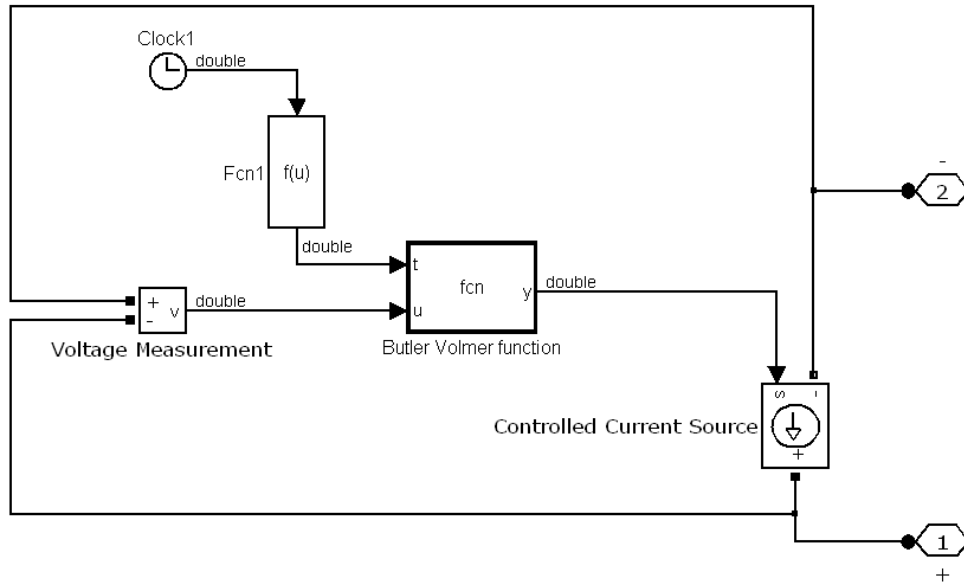 Clock1
double
-
Fcn1
f(u)
2
double
t
fcn
y
double
u
+
-
v
double
Voltage Measurement
Butler Volmer function
s
-
Controlled Current Source
+
1
+